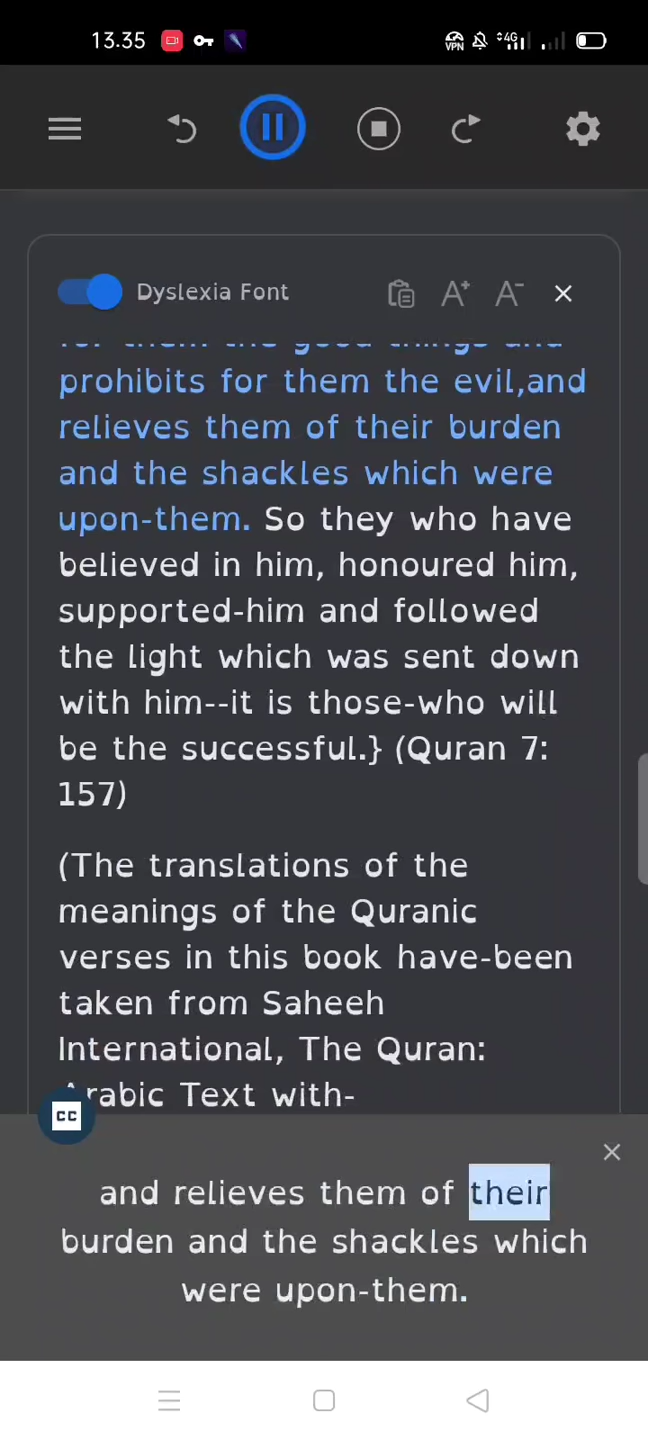 13.35
VPN
4G
Dyslexia Font
A+
A-
prohibits for them the evil,and
relieves them of their burden
and the shackles which were
upon-them. So they who have
believed in him, honoured him,
supported-him and followed
the light which was sent down
with him--it is those-who will
be the successful.} (Quran 7:
157)
(The translations of the
meanings of the Quranic
verses in this book have-been
taken from Saheeh
International, The Quran:
Arabic Text with-
CC
and relieves them of their
burden and the shackles which
were upon-them.